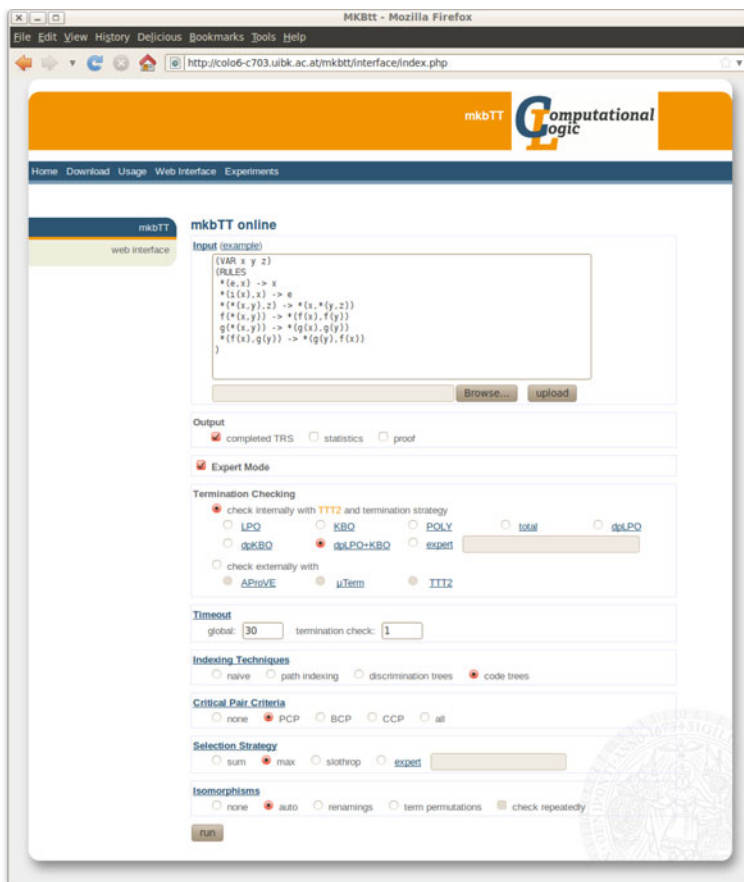 MKBtt - Mozilla Firefox
File Edit View History Delicious Bookmarks Tools Help
http://colo6-c703.uibk.ac.at/mkbtt/interface/index.php
mkbTT
Computational
Logic
Home Download Usage Web Interface Experiments
mkbTT
web interface
mkbTT online
Input (example)
(VAR x y z)
(RULES
*(e,x) -> x
*(i(x),x) -> e
*(*(x,y),z) -> *(x,*(y,z))
f(*(x,y)) -> *(f(x),f(y))
g(*(x,y)) -> *(g(x),g(y))
*(f(x),g(y)) -> *(g(y),f(x))
)
Browse... upload
Output
completed TRS statistics proof
Expert Mode
Termination Checking
check internally with TTT2 and termination strategy
LPO KBO POLY total dpLPO
dpKBO dpLPO+KBO expert
check externally with
AProVE µTerm TTT2
Timeout
global: 30 termination check: 1
Indexing Techniques
naive path indexing discrimination trees code trees
Critical Pair Criteria
none PCP BCP CCP all
Selection Strategy
sum max slothrop expert
Isomorphisms
none auto renamings term permutations check repeatedly
run